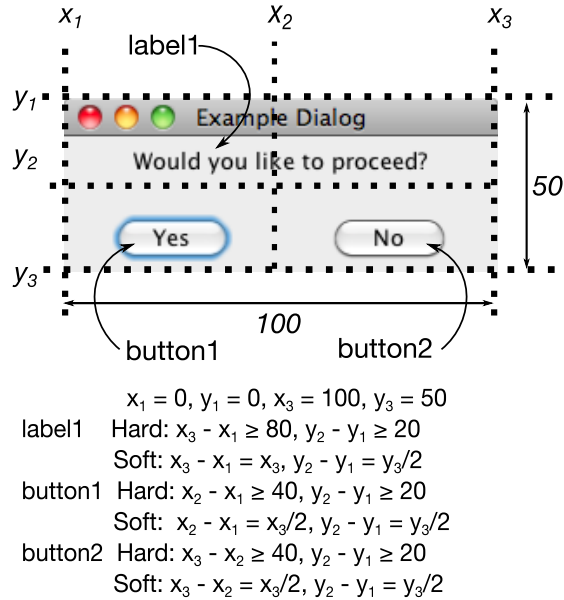 x₁ x₂ x₃
label1
y₁
Example Dialog
y₂
Would you like to proceed?
50
Yes No
y₃
100
button1 button2
x₁ = 0, y₁ = 0, x₃ = 100, y₃ = 50
label1 Hard: x₃ - x₁ ≥ 80, y₂ - y₁ ≥ 20
Soft: x₃ - x₁ = x₃, y₂ - y₁ = y₃/2
button1 Hard: x₂ - x₁ ≥ 40, y₂ - y₁ ≥ 20
Soft: x₂ - x₁ = x₃/2, y₂ - y₁ = y₃/2
button2 Hard: x₃ - x₂ ≥ 40, y₂ - y₁ ≥ 20
Soft: x₃ - x₂ = x₃/2, y₂ - y₁ = y₃/2